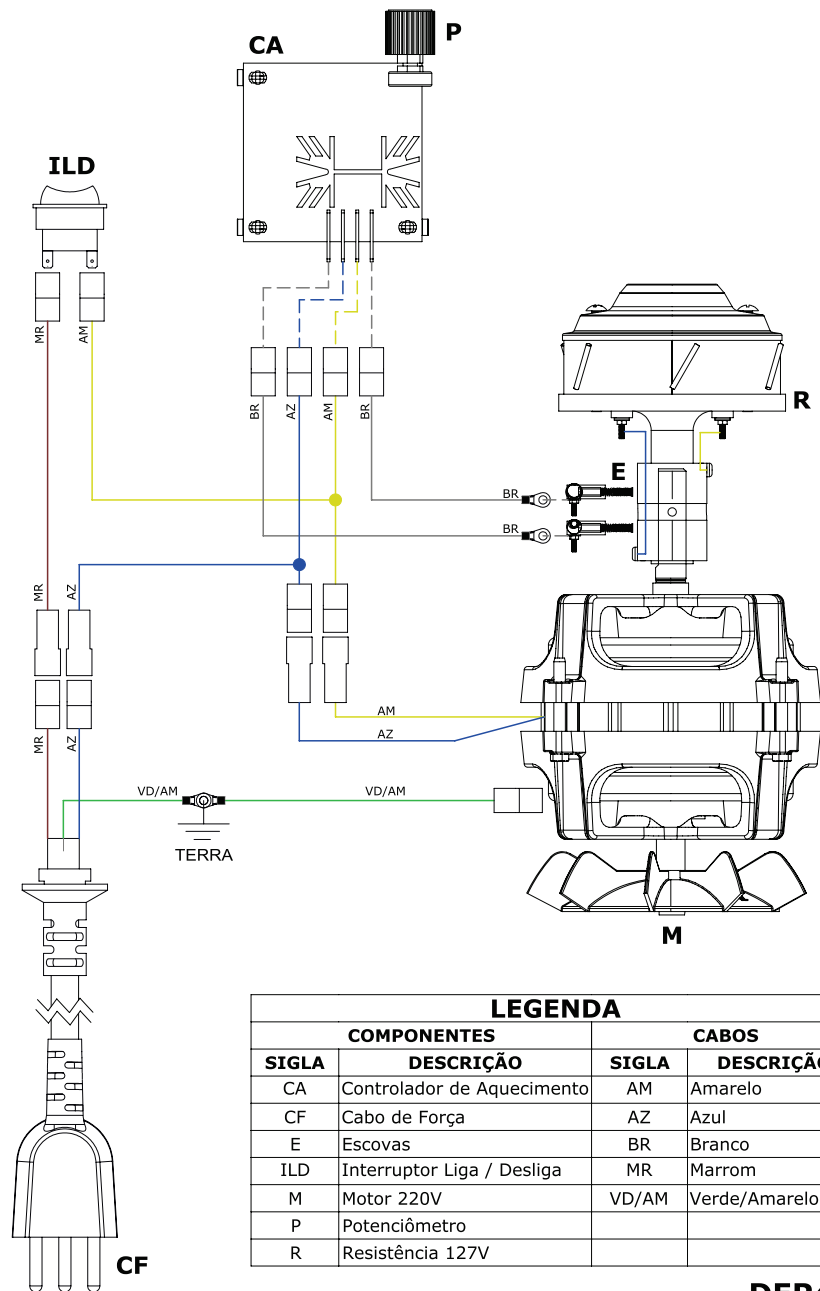 P
CA
ILD
MR
AM
BR
AZ
AM
BR
R
E
BR
BR
MR
AZ
AM
AZ
MR
AZ
VD/AM
VD/AM
TERRA
M
LEGENDA
COMPONENTES CABOS
SIGLA DESCRIÇÃO SIGLA DESCRIÇÃO
CA Controlador de Aquecimento AM Amarelo
CF Cabo de Força AZ Azul
E Escovas BR Branco
ILD Interruptor Liga / Desliga MR Marrom
M Motor 220V VD/AM Verde/Amarelo
P Potenciômetro
R Resistência 127V
CF